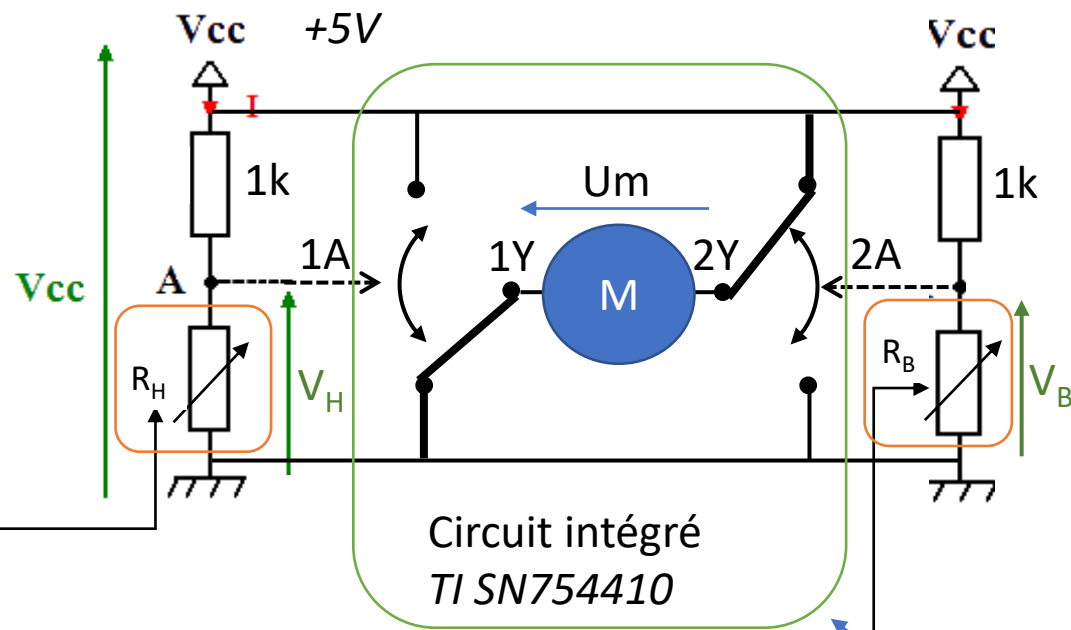 Vcc
+5V
Vcc
I
1k
1k
Um
1A
1Y
2Y
2A
Vcc
A
M
R_H
V_H
R_B
V_B
Circuit intégré
TI SN754410